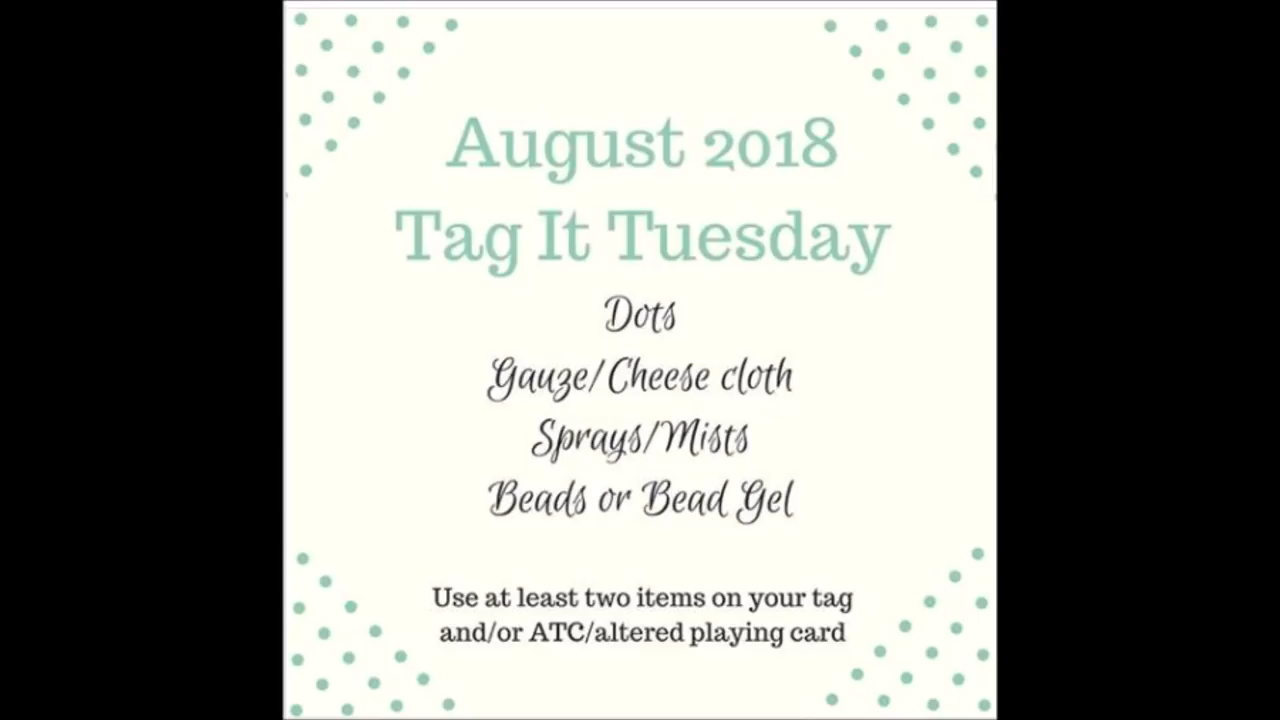 August 2018
Tag It Tuesday
Dots
Gauze/Cheese cloth
Sprays/Mists
Beads or Bead Gel
Use at least two items on your tag
and/or ATC/altered playing card